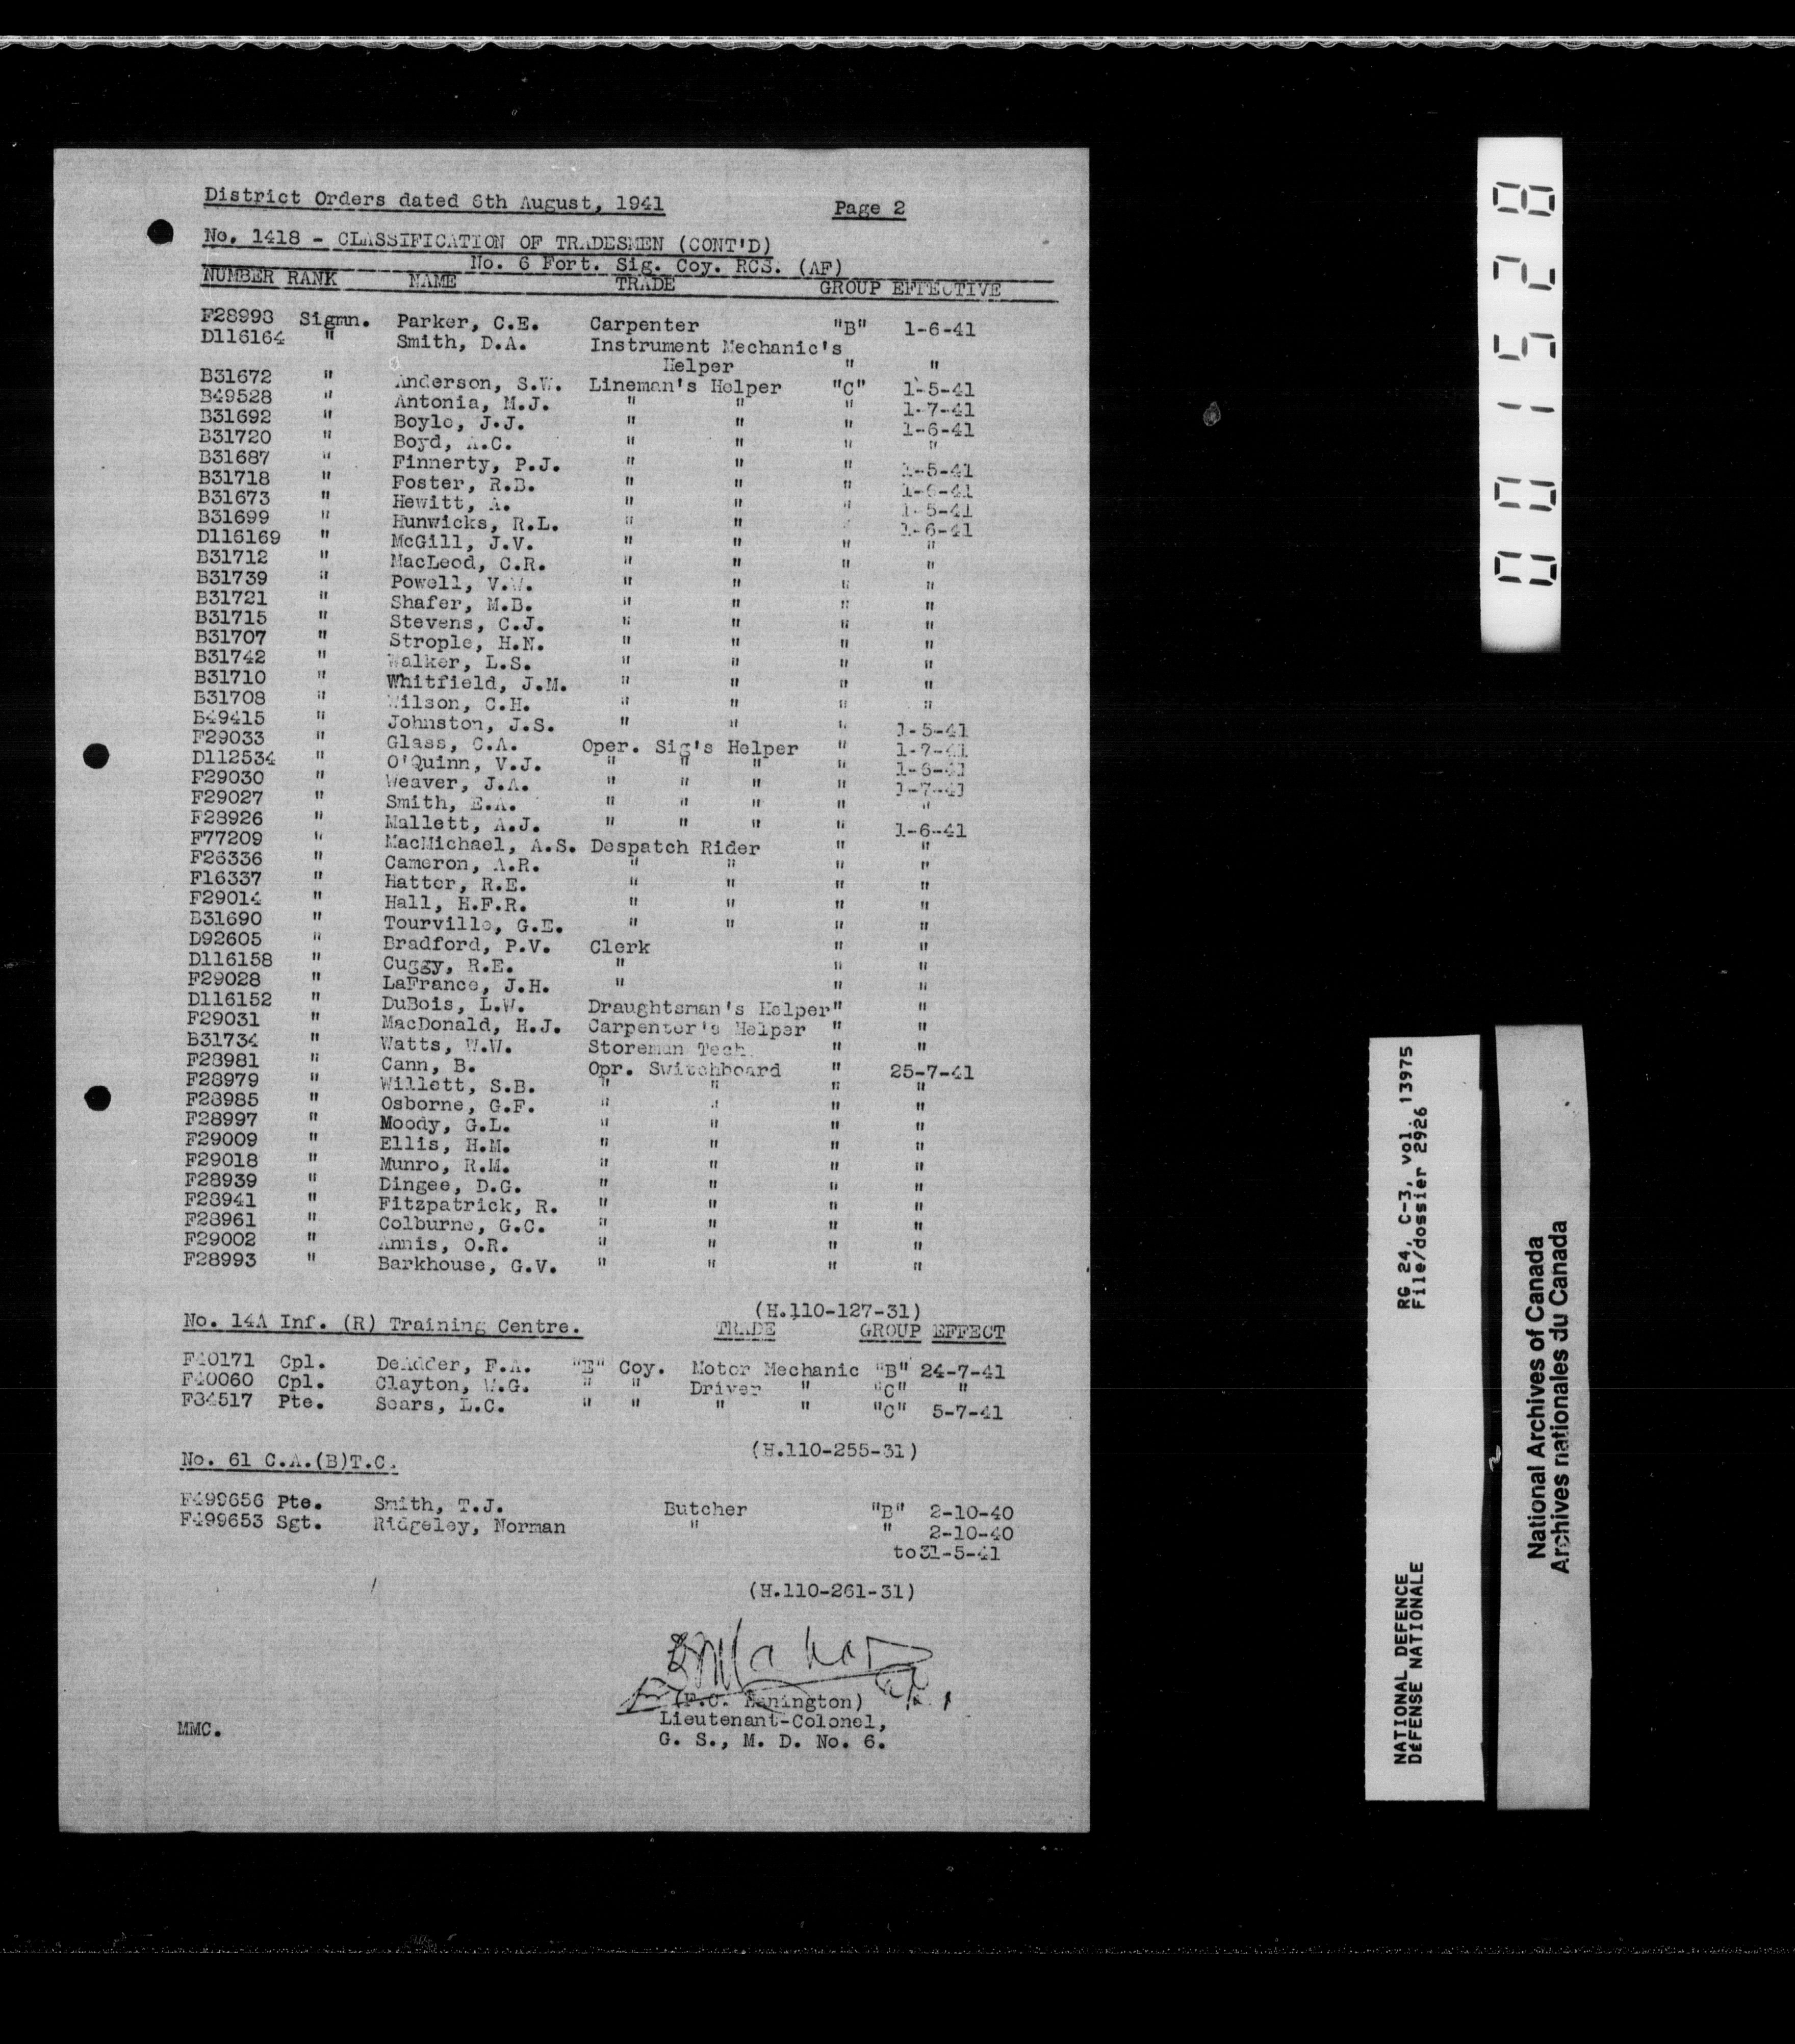 District Orders dated 6th August, 1941 Page 2
No. 1418 - CLASSIFICATION OF TRADESMEN (CONT'D)
No. 6 Fort. Sig. Coy. RCS. (AF)
NUMBER RANK NAME TRADE GROUP EFFECTIVE
F28998 Sigmn. Parker, C.E. Carpenter "B" 1-6-41
D116164 " Smith, D.A. Instrument Mechanic's
Helper " "
B31672 " Anderson, S.W. Lineman's Helper "C" 1-5-41
B49528 " Antonia, M.J. " " " 1-7-41
B31692 " Boyle, J.J. " " " 1-6-41
B31720 " Boyd, A.C. " " " "
B31687 " Finnerty, P.J. " " " 1-5-41
B31718 " Foster, R.B. " " " 1-6-41
B31673 " Hewitt, A. " " " 1-5-41
B31699 " Hunwicks, R.L. " " " 1-6-41
D116169 " McGill, J.V. " " " "
B31712 " MacLeod, C.R. " " " "
B31739 " Powell, V.W. " " " "
B31721 " Shafer, M.B. " " " "
B31715 " Stevens, C.J. " " " "
B31707 " Strople, H.N. " " " "
B31742 " Walker, L.S. " " " "
B31710 " Whitfield, J.M. " " " "
B31708 " Wilson, C.H. " " " "
B49415 " Johnston, J.S. " " " 1-5-41
F29033 " Glass, C.A. Oper. Sig's Helper " 1-7-41
D112534 " O'Quinn, V.J. " " " " 1-6-41
F29030 " Weaver, J.A. " " " " 1-7-41
F29027 " Smith, E.A. " " " " "
F28926 " Mallett, A.J. " " " " 1-6-41
F77209 " MacMichael, A.S. Despatch Rider " "
F26336 " Cameron, A.R. " " " "
F16337 " Hatter, R.E. " " " "
F29014 " Hall, H.F.R. " " " "
B31690 " Tourville, G.E. " " " "
D92605 " Bradford, P.V. Clerk " "
D116158 " Cuggy, R.E. " " "
F29028 " LaFrance, J.H. " " "
D116152 " DuBois, L.W. Draughtsman's Helper" "
F29031 " MacDonald, H.J. Carpenter's Helper " "
B31734 " Watts, W.W. Storeman Tech. " "
F28981 " Cann, B. Opr. Switchboard " 25-7-41
F28979 " Willett, S.B. " " " "
F28985 " Osborne, G.F. " " " "
F28997 " Moody, G.L. " " " "
F29009 " Ellis, H.M. " " " "
F29018 " Munro, R.M. " " " "
F28939 " Dingee, D.G. " " " "
F28941 " Fitzpatrick, R. " " " "
F28961 " Colburne, G.C. " " " "
F29002 " Annis, O.R. " " " "
F28993 " Barkhouse, G.V. " " " "
(H.110-127-31)
No. 14A Inf. (R) Training Centre. TRADE GROUP EFFECT
F40171 Cpl. DeAdder, F.A. "E" Coy. Motor Mechanic "B" 24-7-41
F40060 Cpl. Clayton, W.G. " " Driver " "C" "
F34517 Pte. Sears, L.C. " " " " "C" 5-7-41
(H.110-255-31)
No. 61 C.A.(B)T.C.
F499656 Pte. Smith, T.J. Butcher "B" 2-10-40
F499653 Sgt. Ridgeley, Norman " " 2-10-40
to 31-5-41
(H.110-261-31)
(F.C. Hanington)
Lieutenant-Colonel,
G. S., M. D. No. 6.
MMC.
001528
RG 24, C-3, vol. 13975
File/dossier 2926
NATIONAL DEFENCE
DÉFENSE NATIONALE
2
National Archives of Canada
Archives nationales du Canada